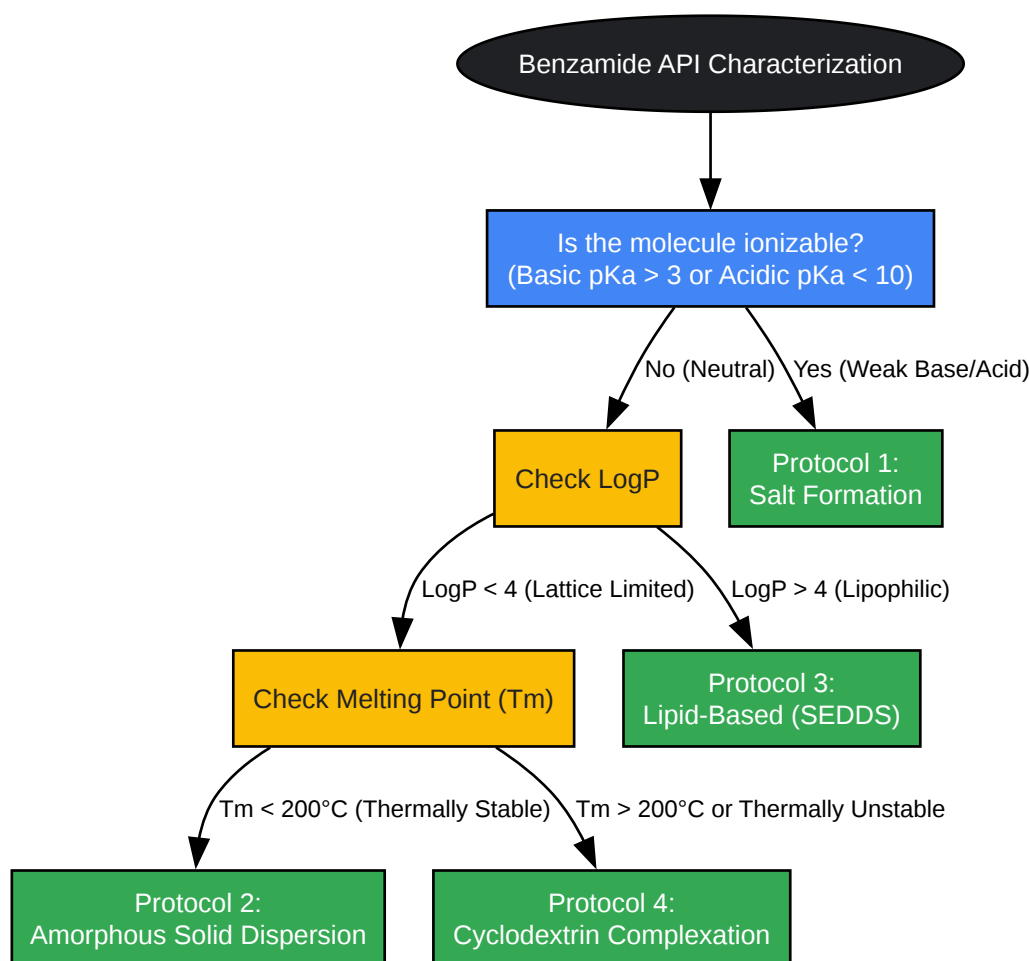 Benzamide API Characterization
Is the molecule ionizable?
(Basic pKa > 3 or Acidic pKa < 10)
No (Neutral)
Yes (Weak Base/Acid)
Check LogP
Protocol 1:
Salt Formation
LogP < 4 (Lattice Limited)
LogP > 4 (Lipophilic)
Check Melting Point (Tm)
Protocol 3:
Lipid-Based (SEDDS)
Tm < 200°C (Thermally Stable)
Tm > 200°C or Thermally Unstable
Protocol 2:
Amorphous Solid Dispersion
Protocol 4:
Cyclodextrin Complexation